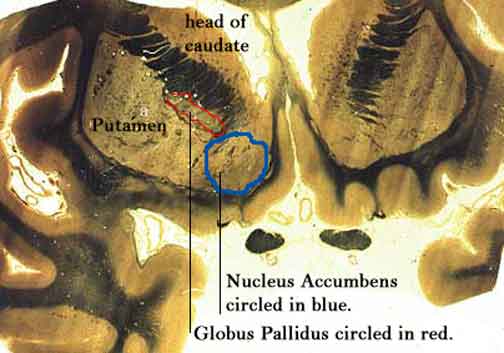 head of
caudate
a
Putamen
Nucleus Accumbens
circled in blue.
Globus Pallidus circled in red.